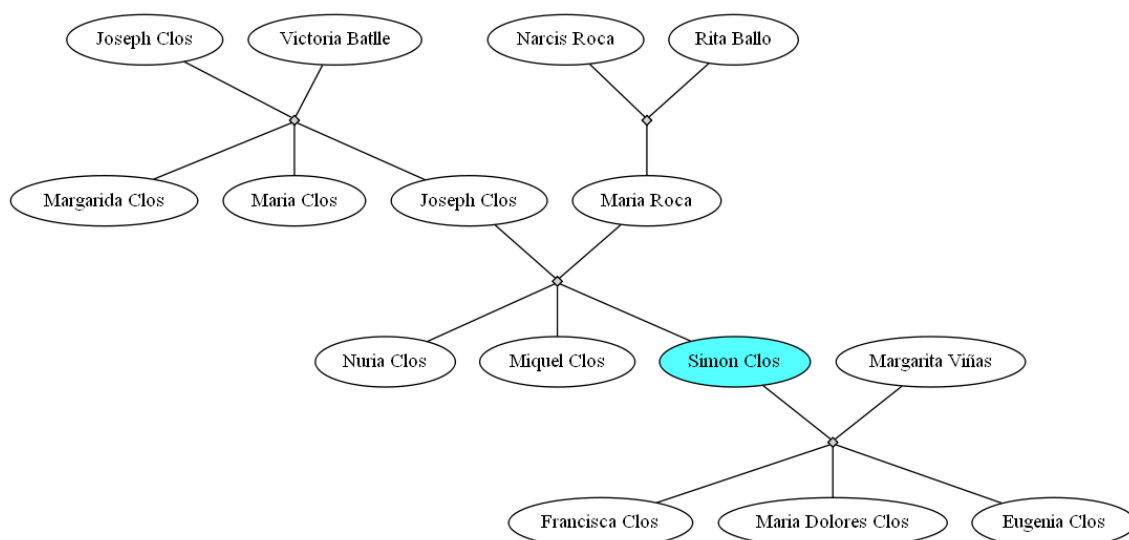 Joseph Clos
Victoria Batlle
Narcis Roca
Rita Ballo
Margarida Clos
Maria Clos
Joseph Clos
Maria Roca
Nuria Clos
Miquel Clos
Simon Clos
Margarita Viñas
Francisca Clos
Maria Dolores Clos
Eugenia Clos